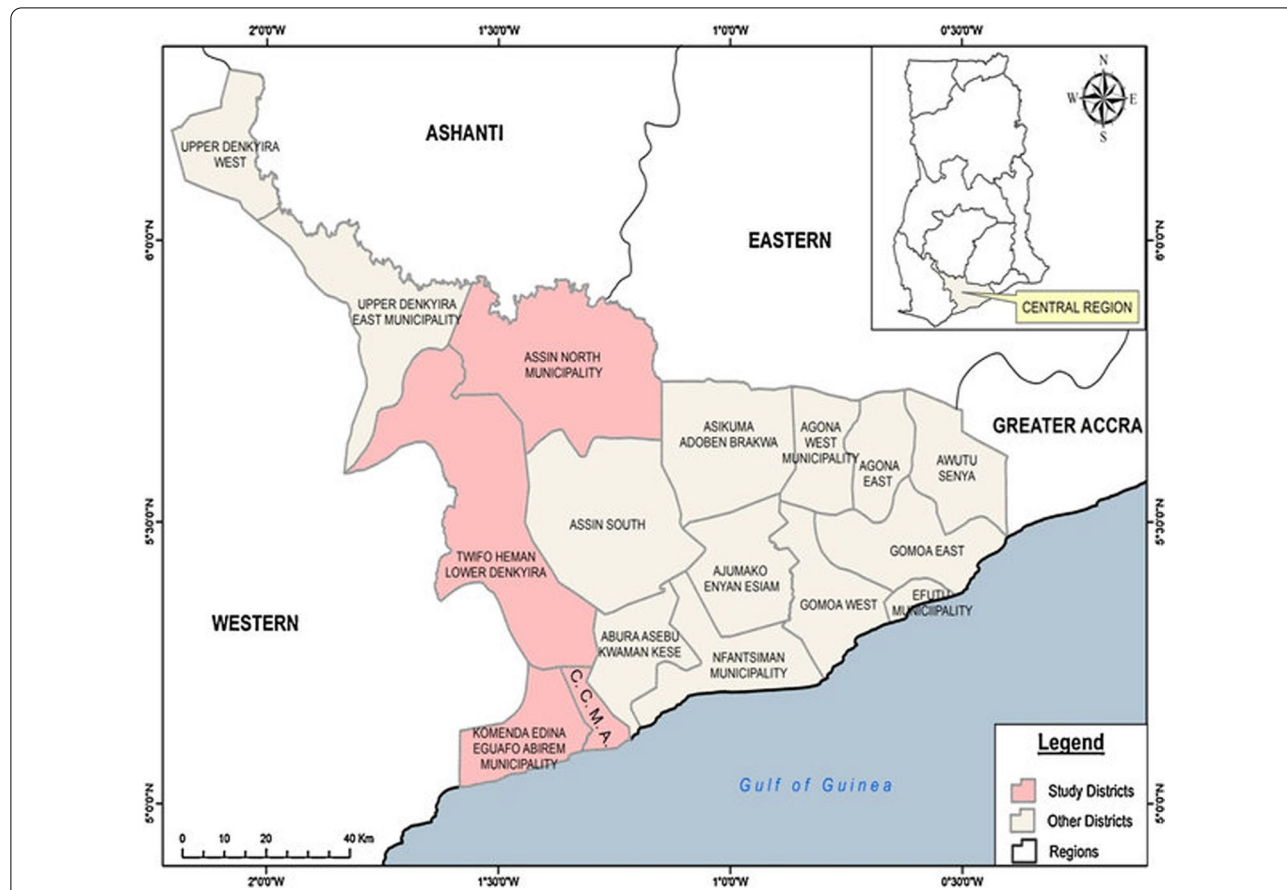 2°0'0"W
1°30'0"W
1°0'0"W
0°30'0"W
N
W
E
S
ASHANTI
UPPER DENKYIRA
WEST
EASTERN
6°0'0"N
6°0'0"N
CENTRAL REGION
UPPER DENKYIRA
EAST MUNICIPALITY
ASSIN NORTH
MUNICIPALITY
GREATER ACCRA
ASIKUMA
ADOBEN BRAKWA
AGONA
WEST
MUNICIPALITY
AGONA
EAST
AWUTU
SENYA
5°30'0"N
5°30'0"N
ASSIN SOUTH
GOMOA EAST
TWIFO HEMAN
LOWER DENKYIRA
AJUMAKO
ENYAN ESIAM
GOMOA WEST
EFUTU
MUNICIIPALITY
WESTERN
ABURA ASEBU
KWAMAN KESE
NFANTSIMAN
MUNICIPALITY
C. C. M. A.
KOMENDA EDINA
EGUAFO ABIREM
MUNICIPALITY
Gulf of Guinea
Legend
Study Districts
Other Districts
Regions
5°0'0"N
5°0'0"N
0 10 20 40 Km
2°0'0"W
1°30'0"W
1°0'0"W
0°30'0"W